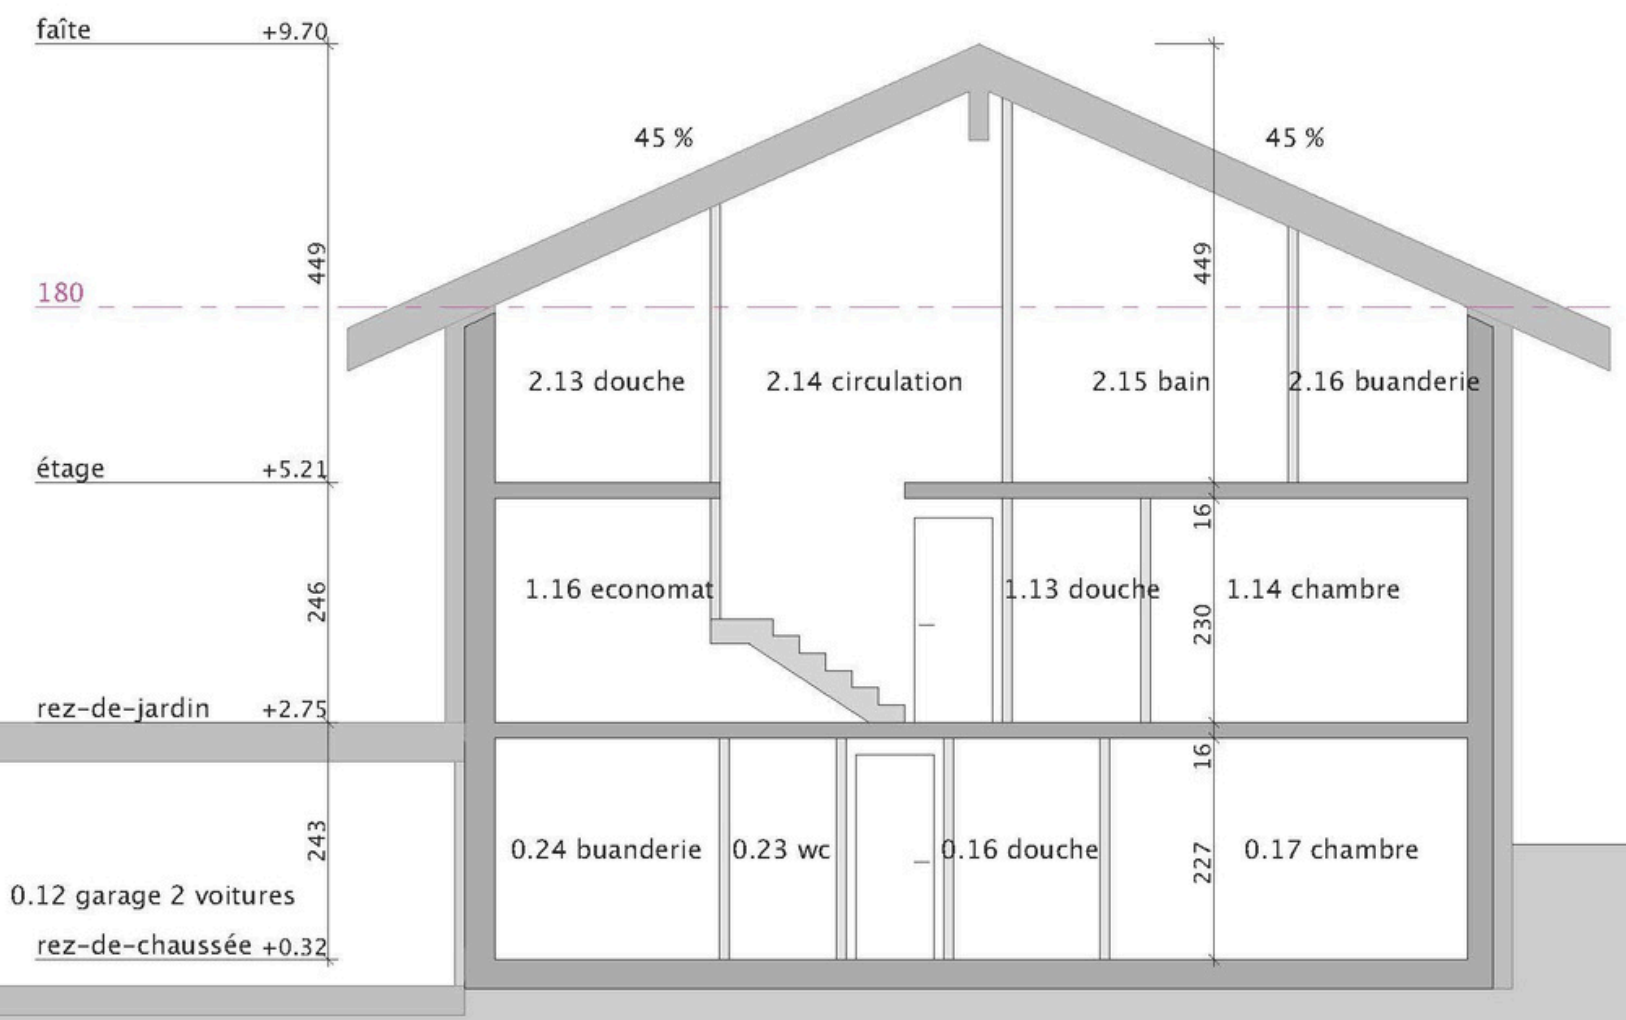 faîte +9.70
45 % 45 %
449 449
180
2.13 douche 2.14 circulation 2.15 bain 2.16 buanderie
étage +5.21
16
1.16 economat 1.13 douche 1.14 chambre
246 230
rez-de-jardin +2.75
16
243 227
0.24 buanderie 0.23 wc 0.16 douche 0.17 chambre
0.12 garage 2 voitures
rez-de-chaussée +0.32